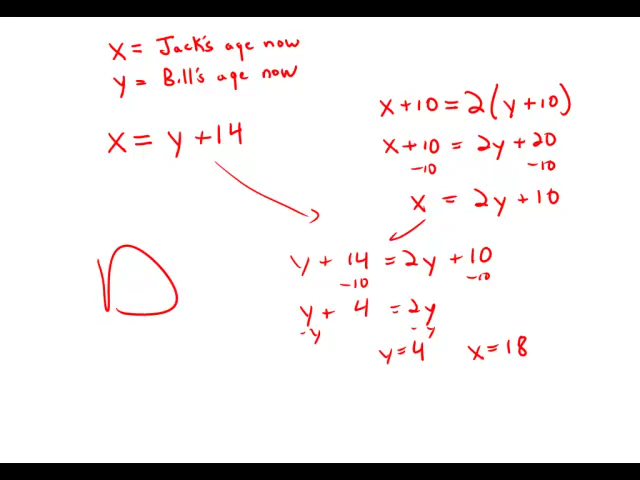 x = Jack's age now
y = Bill's age now
x = y + 14
x + 10 = 2(y + 10)
x + 10 = 2y + 20
-10 -10
x = 2y + 10
y + 14 = 2y + 10
-10 -10
y + 4 = 2y
-y -y
y = 4 x = 18